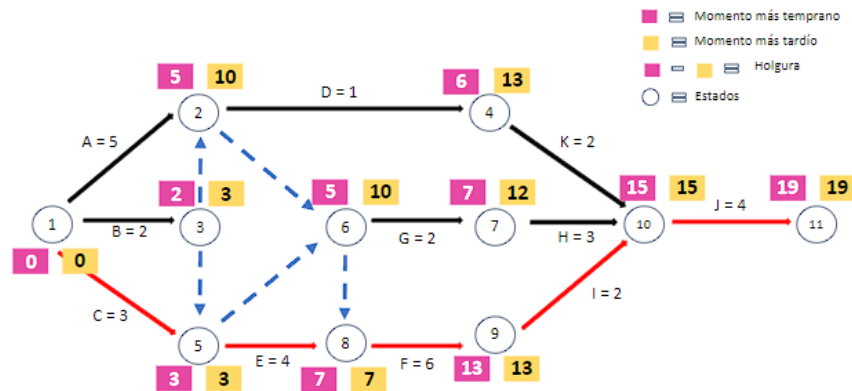 Momento más temprano
Momento más tardío
Holgura
Estados
5 10
2
D = 1
6 13
4
A = 5
K = 2
2 3
3
5 10
6
7 12
7
15 15
10
19 19
11
1
B = 2
G = 2
H = 3
J = 4
0 0
C = 3
I = 2
5
E = 4
8
F = 6
9
3 3
7 7
13 13